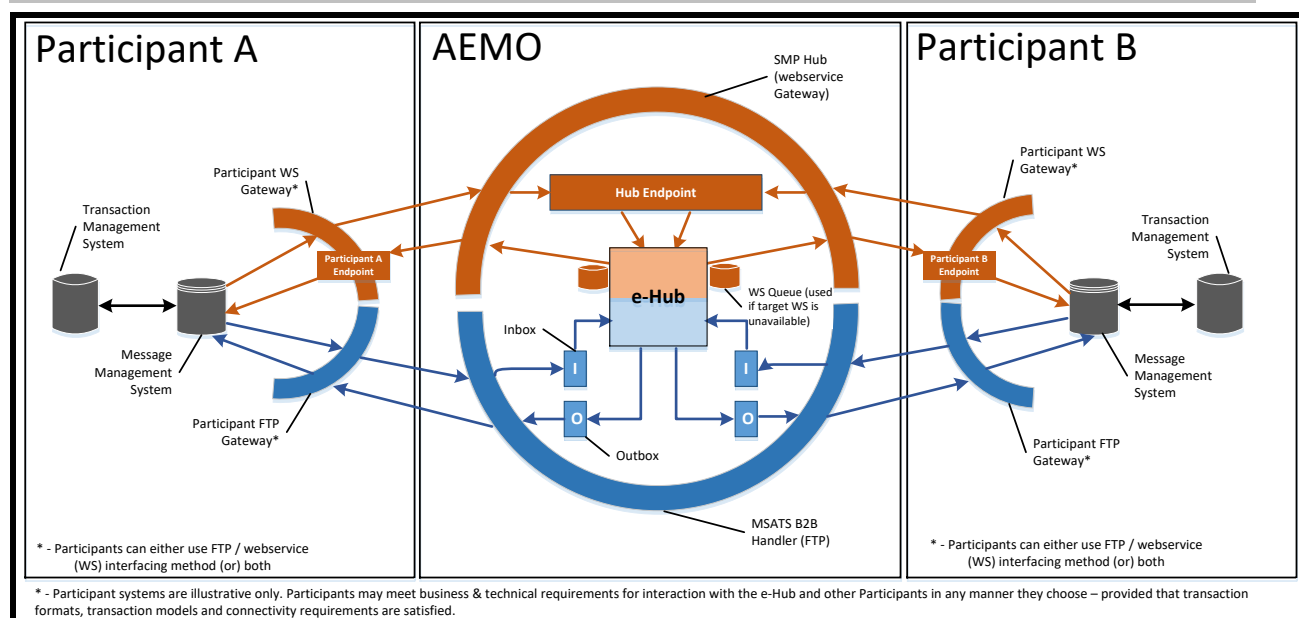 Participant A
AEMO
Participant B
SMP Hub
(webservice
Gateway)
Participant WS
Gateway*
Transaction
Management
System
Participant A
Endpoint
Message
Management
System
Participant FTP
Gateway*
Hub Endpoint
e-Hub
WS Queue (used
if target WS is
unavailable)
Inbox
I
I
O
O
Outbox
MSATS B2B
Handler (FTP)
Participant WS
Gateway*
Transaction
Management
System
Participant B
Endpoint
Message
Management
System
Participant FTP
Gateway*
* - Participants can either use FTP / webservice
(WS) interfacing method (or) both
* - Participants can either use FTP / webservice
(WS) interfacing method (or) both
* - Participant systems are illustrative only. Participants may meet business & technical requirements for interaction with the e-Hub and other Participants in any manner they choose – provided that transaction
formats, transaction models and connectivity requirements are satisfied.